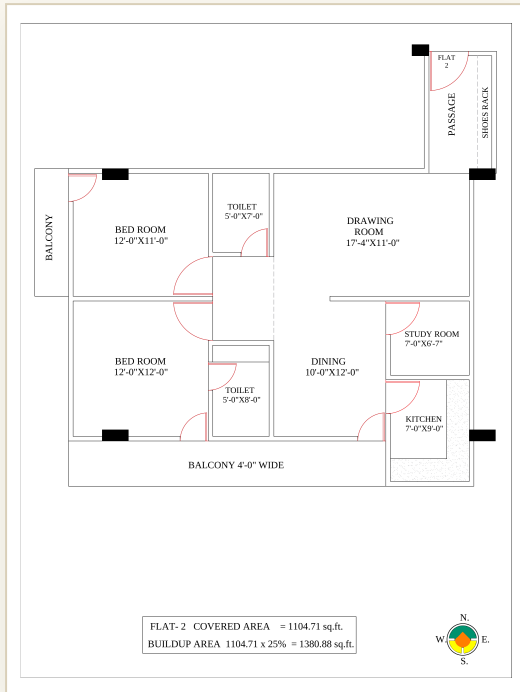 FLAT
2
PASSAGE
SHOES RACK
BALCONY
BED ROOM
12'-0"X11'-0"
TOILET
5'-0"X7'-0"
DRAWING
ROOM
17'-4"X11'-0"
BED ROOM
12'-0"X12'-0"
TOILET
5'-0"X8'-0"
DINING
10'-0"X12'-0"
STUDY ROOM
7'-0"X6'-7"
KITCHEN
7'-0"X9'-0"
BALCONY 4'-0" WIDE
FLAT- 2 COVERED AREA = 1104.71 sq.ft.
BUILDUP AREA 1104.71 x 25% = 1380.88 sq.ft.
N.
W.
E.
S.